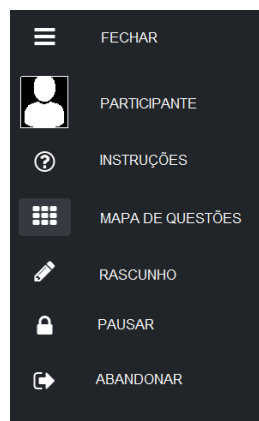 FECHAR
PARTICIPANTE
INSTRUÇÕES
MAPA DE QUESTÕES
RASCUNHO
PAUSAR
ABANDONAR